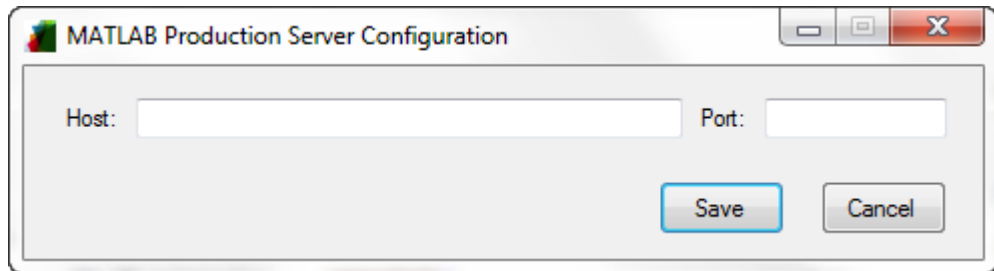 MATLAB Production Server Configuration
Host: Port:
Save Cancel